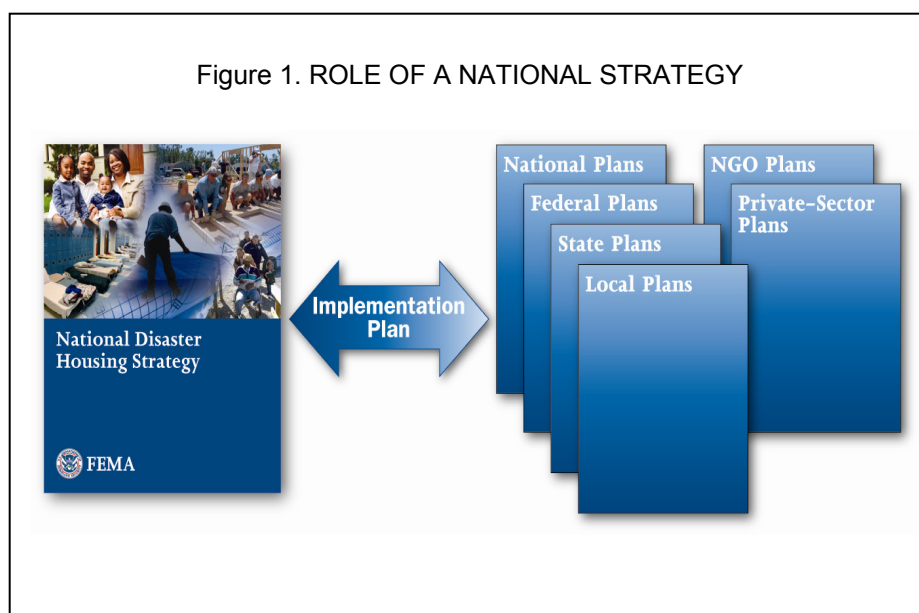 Figure 1. ROLE OF A NATIONAL STRATEGY
National Disaster
Housing Strategy
FEMA
Implementation
Plan
National Plans
Federal Plans
State Plans
Local Plans
NGO Plans
Private-Sector
Plans